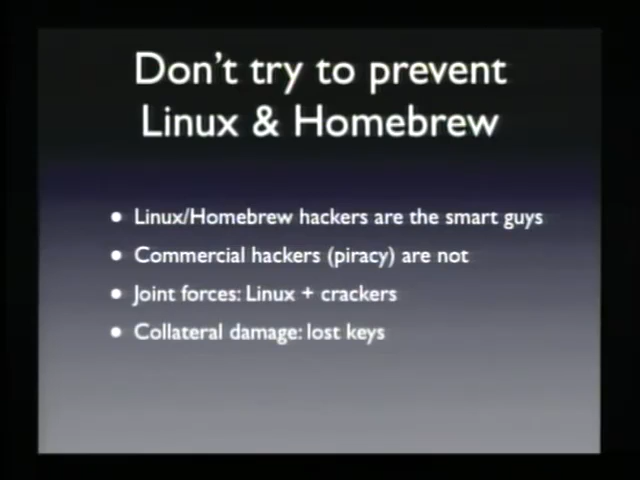 Don't try to prevent
Linux & Homebrew
• Linux/Homebrew hackers are the smart guys
• Commercial hackers (piracy) are not
• Joint forces: Linux + crackers
• Collateral damage: lost keys